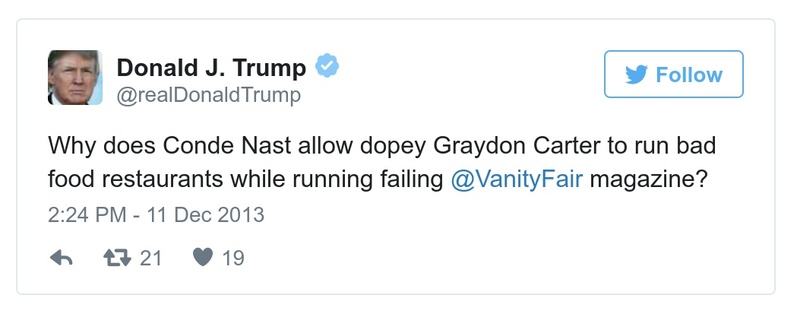 Donald J. Trump
@realDonaldTrump
Follow
Why does Conde Nast allow dopey Graydon Carter to run bad
food restaurants while running failing @VanityFair magazine?
2:24 PM - 11 Dec 2013
21 19